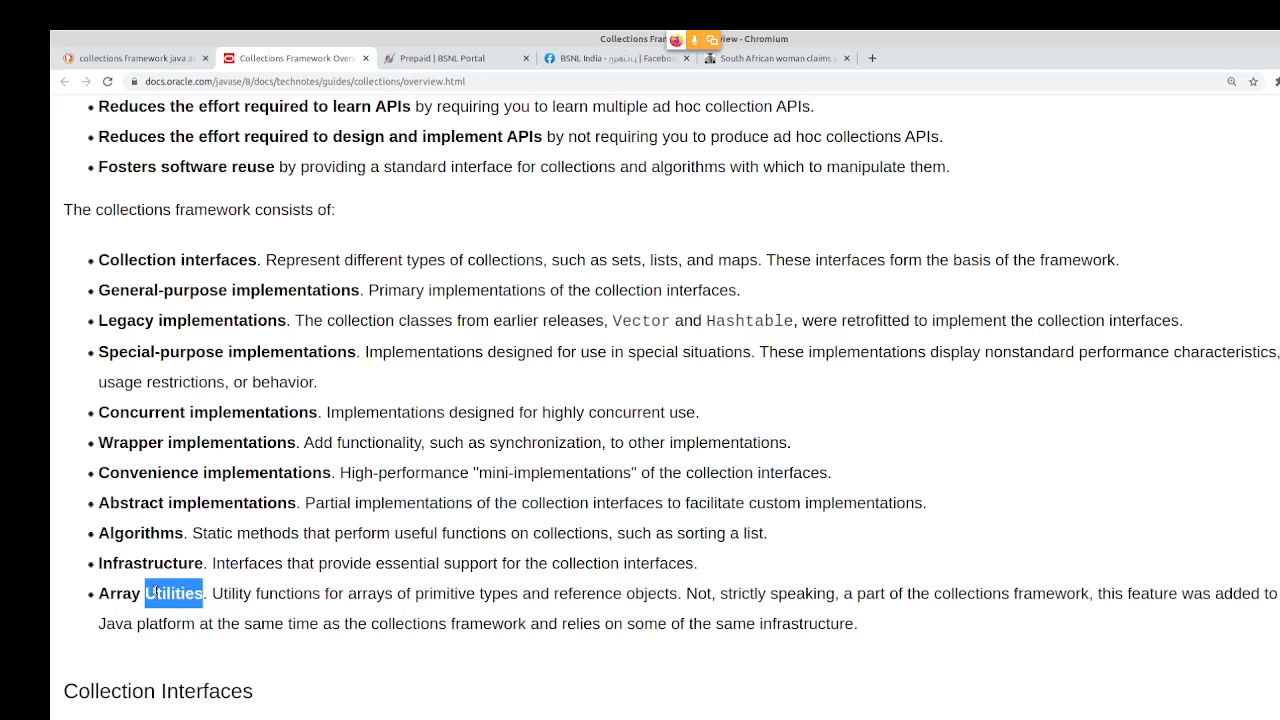 Collections Fram view - Chromium
collections framework java a
Collections Framework Over
Prepaid | BSNL Portal
BSNL India - முகப்பு | Faceboo
South African woman claims s
docs.oracle.com/javase/8/docs/technotes/guides/collections/overview.html
Reduces the effort required to learn APIs by requiring you to learn multiple ad hoc collection APIs.
Reduces the effort required to design and implement APIs by not requiring you to produce ad hoc collections APIs.
Fosters software reuse by providing a standard interface for collections and algorithms with which to manipulate them.
The collections framework consists of:
Collection interfaces. Represent different types of collections, such as sets, lists, and maps. These interfaces form the basis of the framework.
General-purpose implementations. Primary implementations of the collection interfaces.
Legacy implementations. The collection classes from earlier releases, Vector and Hashtable, were retrofitted to implement the collection interfaces.
Special-purpose implementations. Implementations designed for use in special situations. These implementations display nonstandard performance characteristics,
usage restrictions, or behavior.
Concurrent implementations. Implementations designed for highly concurrent use.
Wrapper implementations. Add functionality, such as synchronization, to other implementations.
Convenience implementations. High-performance "mini-implementations" of the collection interfaces.
Abstract implementations. Partial implementations of the collection interfaces to facilitate custom implementations.
Algorithms. Static methods that perform useful functions on collections, such as sorting a list.
Infrastructure. Interfaces that provide essential support for the collection interfaces.
Array Utilities. Utility functions for arrays of primitive types and reference objects. Not, strictly speaking, a part of the collections framework, this feature was added to
Java platform at the same time as the collections framework and relies on some of the same infrastructure.
Collection Interfaces